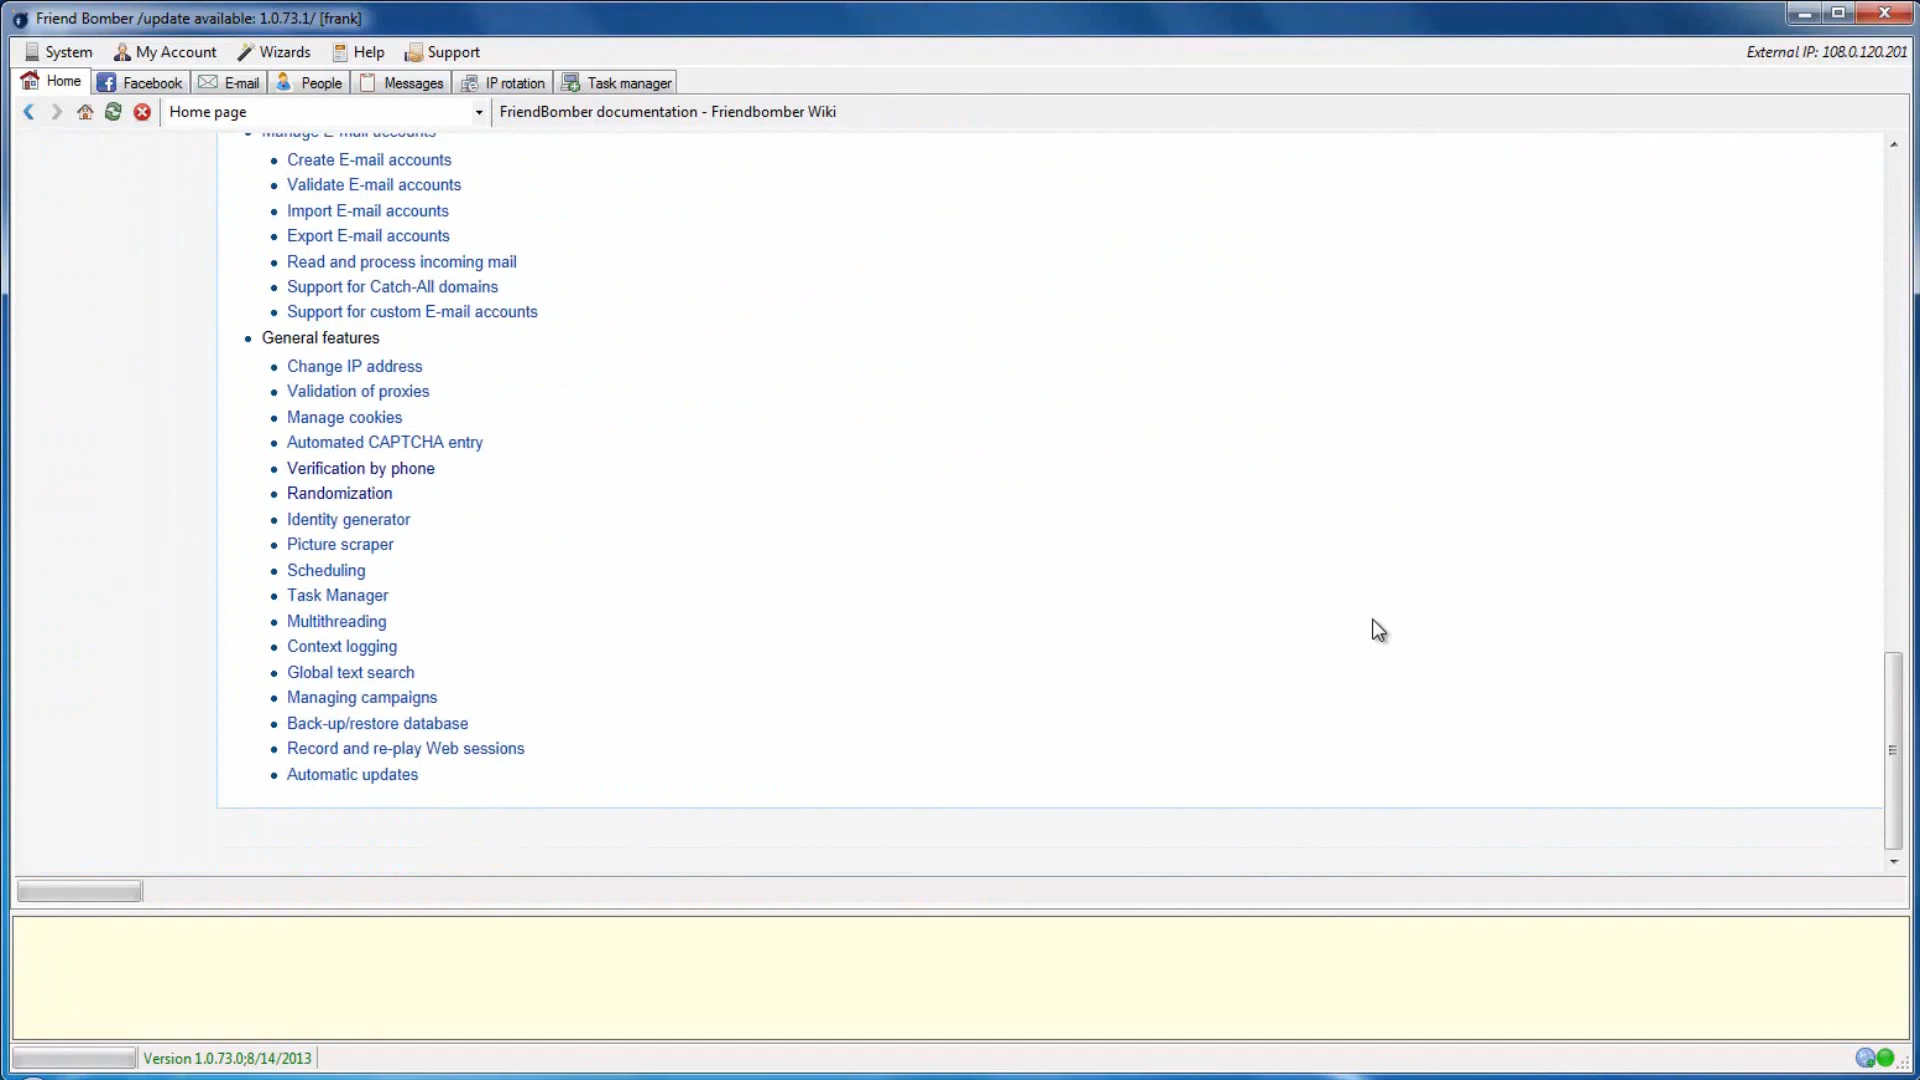 Friend Bomber /update available: 1.0.73.1/ [frank]
System My Account Wizards Help Support External IP: 108.0.120.201
Home Facebook E-mail People Messages IP rotation Task manager
Home page FriendBomber documentation - Friendbomber Wiki
Manage E-mail accounts
Create E-mail accounts
Validate E-mail accounts
Import E-mail accounts
Export E-mail accounts
Read and process incoming mail
Support for Catch-All domains
Support for custom E-mail accounts
General features
Change IP address
Validation of proxies
Manage cookies
Automated CAPTCHA entry
Verification by phone
Randomization
Identity generator
Picture scraper
Scheduling
Task Manager
Multithreading
Context logging
Global text search
Managing campaigns
Back-up/restore database
Record and re-play Web sessions
Automatic updates
Version 1.0.73.0;8/14/2013